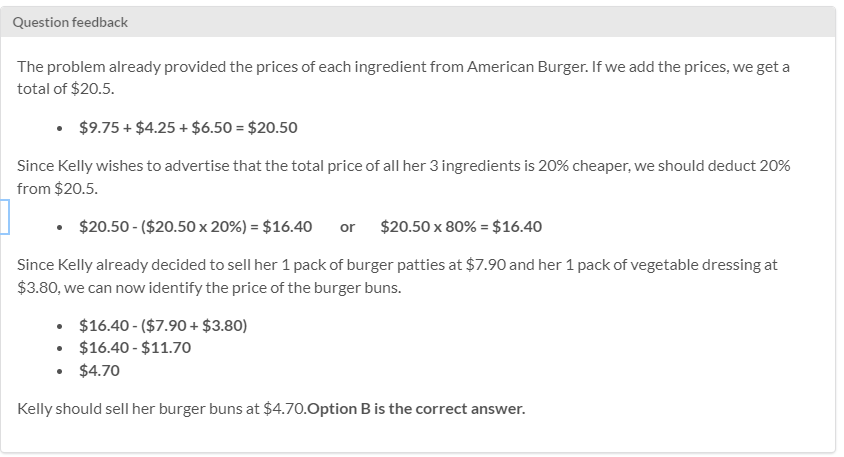 Question feedback
The problem already provided the prices of each ingredient from American Burger. If we add the prices, we get a
total of $20.5.
• $9.75 + $4.25 + $6.50 = $20.50
Since Kelly wishes to advertise that the total price of all her 3 ingredients is 20% cheaper, we should deduct 20%
from $20.5.
• $20.50 - ($20.50 x 20%) = $16.40 or $20.50 x 80% = $16.40
Since Kelly already decided to sell her 1 pack of burger patties at $7.90 and her 1 pack of vegetable dressing at
$3.80, we can now identify the price of the burger buns.
• $16.40 - ($7.90 + $3.80)
• $16.40 - $11.70
• $4.70
Kelly should sell her burger buns at $4.70.Option B is the correct answer.